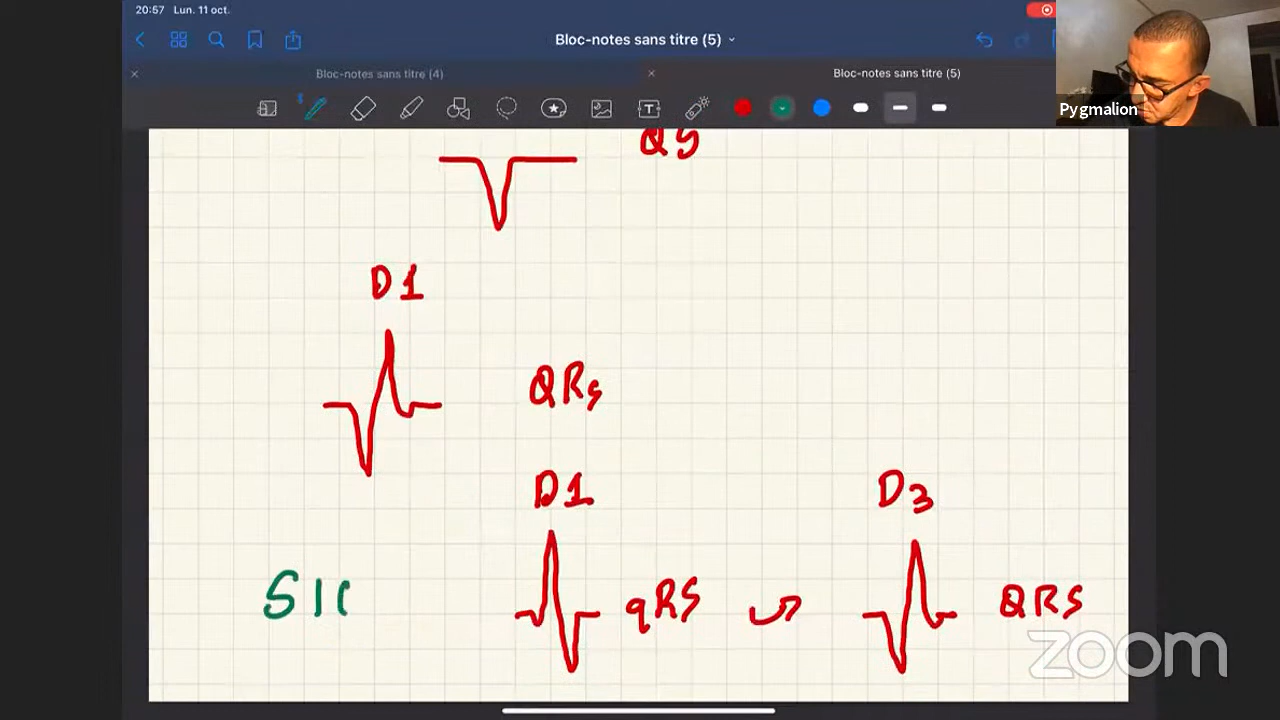 20:57 Lun. 11 oct.
Bloc-notes sans titre (5)
Bloc-notes sans titre (4)
Bloc-notes sans titre (5)
Pygmalion
QS
D1
QRs
D1
D3
S1
qRS
QRS
zoom